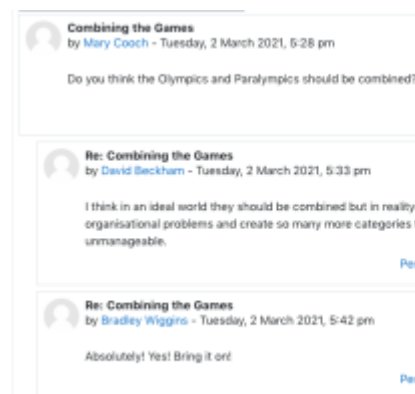 Combining the Games
by Mary Cooch - Tuesday, 2 March 2021, 5:28 pm
Do you think the Olympics and Paralympics should be combined?
Re: Combining the Games
by David Beckham - Tuesday, 2 March 2021, 5:33 pm
I think in an ideal world they should be combined but in reality
organisational problems and create so many more categories
unmanageable.
Re: Combining the Games
by Bradley Wiggins - Tuesday, 2 March 2021, 5:42 pm
Absolutely! Yes! Bring it on!